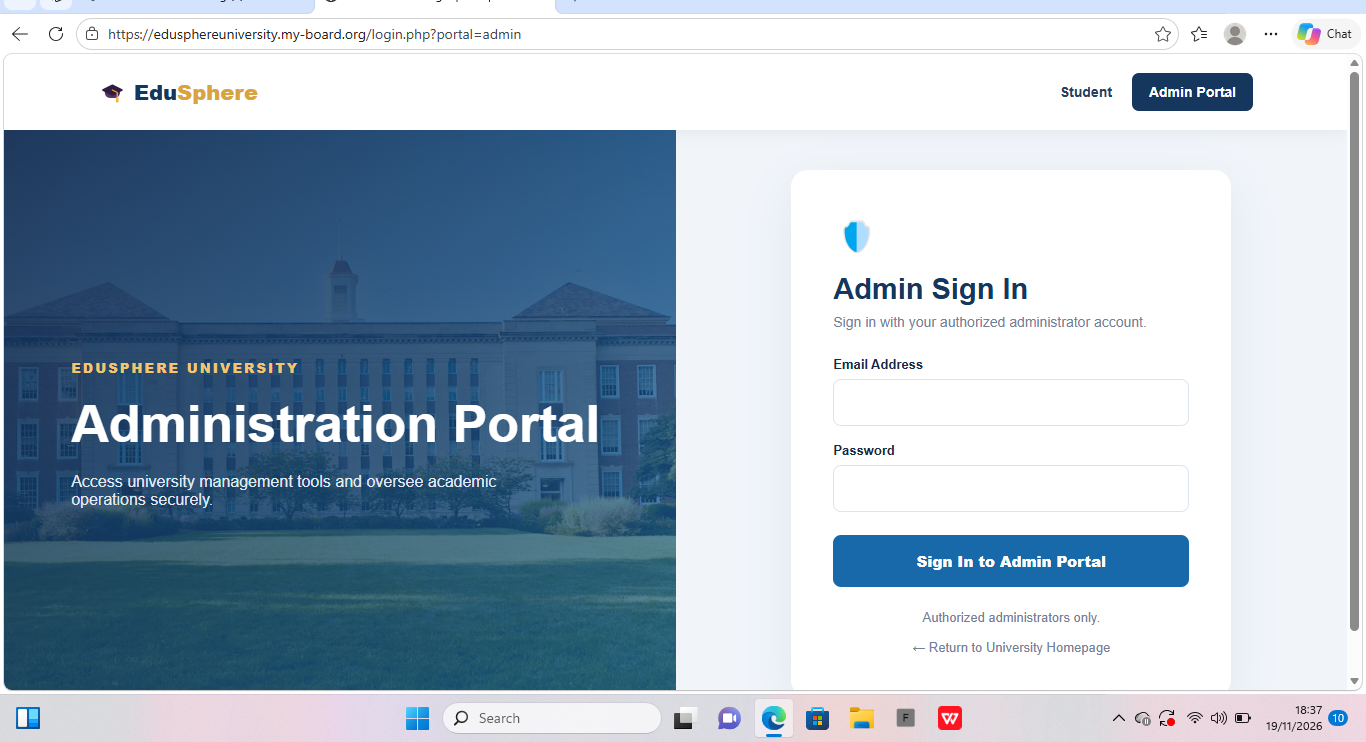 https://eduspheruniversity.my-board.org/login.php?portal=admin
Chat
EduSphere
Student
Admin Portal
EDUSPHERE UNIVERSITY
Administration Portal
Access university management tools and oversee academic
operations securely.
Admin Sign In
Sign in with your authorized administrator account.
Email Address
Password
Sign In to Admin Portal
Authorized administrators only.
← Return to University Homepage
Search
F
W
18:37
19/11/2026
10